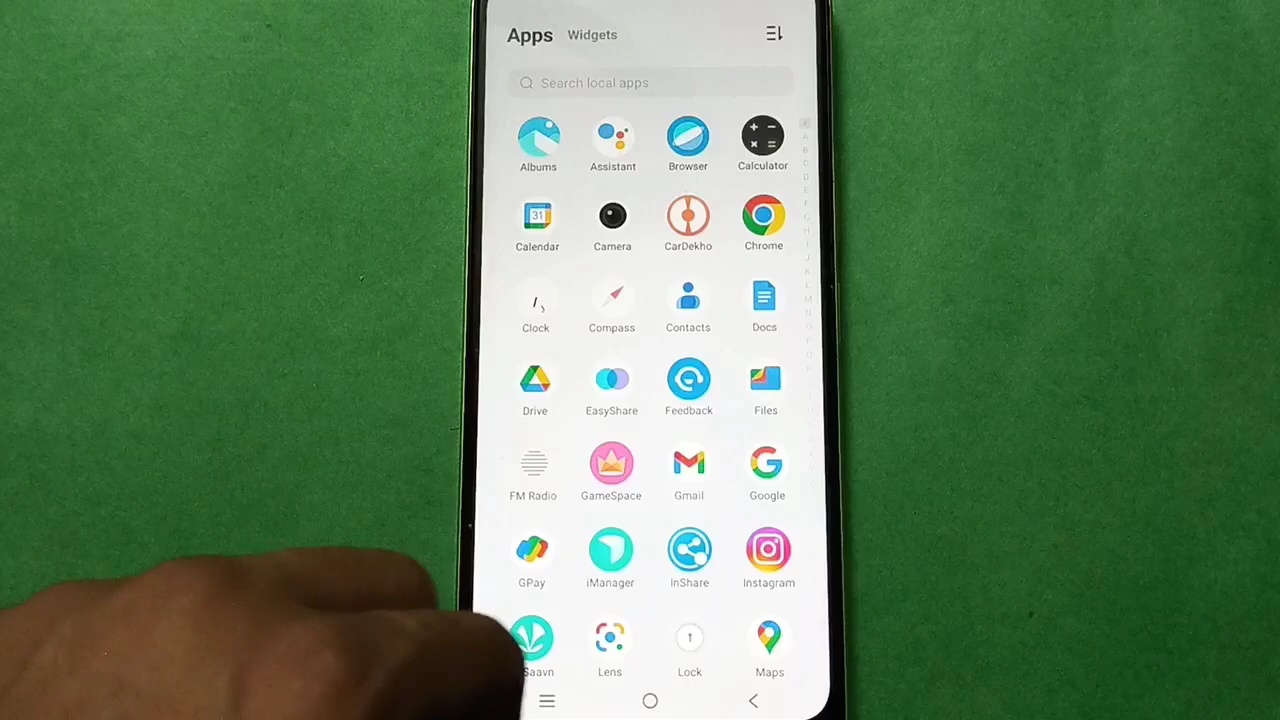 Apps Widgets
Search local apps
Albums Assistant Browser Calculator
31
Calendar Camera CarDekho Chrome
Clock Compass Contacts Docs
Drive EasyShare Feedback Files
FM Radio GameSpace Gmail Google
GPay iManager InShare Instagram
Saavn Lens Lock Maps